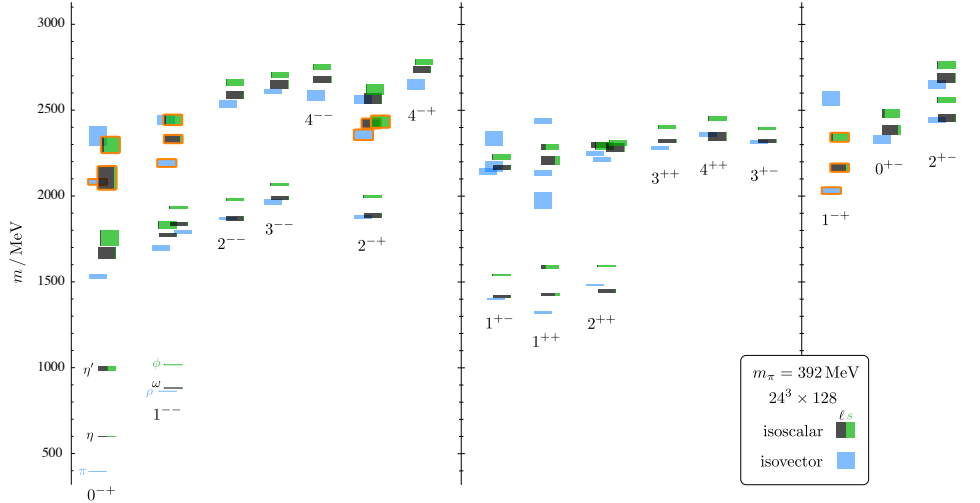 m / MeV
3000
2500
2000
1500
1000
500
4⁻⁻
4⁻⁺
2⁻⁻
3⁻⁻
2⁻⁺
η′
ϕ
ω
ρ
1⁻⁻
η
π
0⁻⁺
3⁺⁺
4⁺⁺
3⁺⁻
1⁺⁻
1⁺⁺
2⁺⁺
0⁺⁻
2⁺⁻
1⁻⁺
m_π = 392 MeV
24³ × 128
ℓ s
isoscalar
isovector